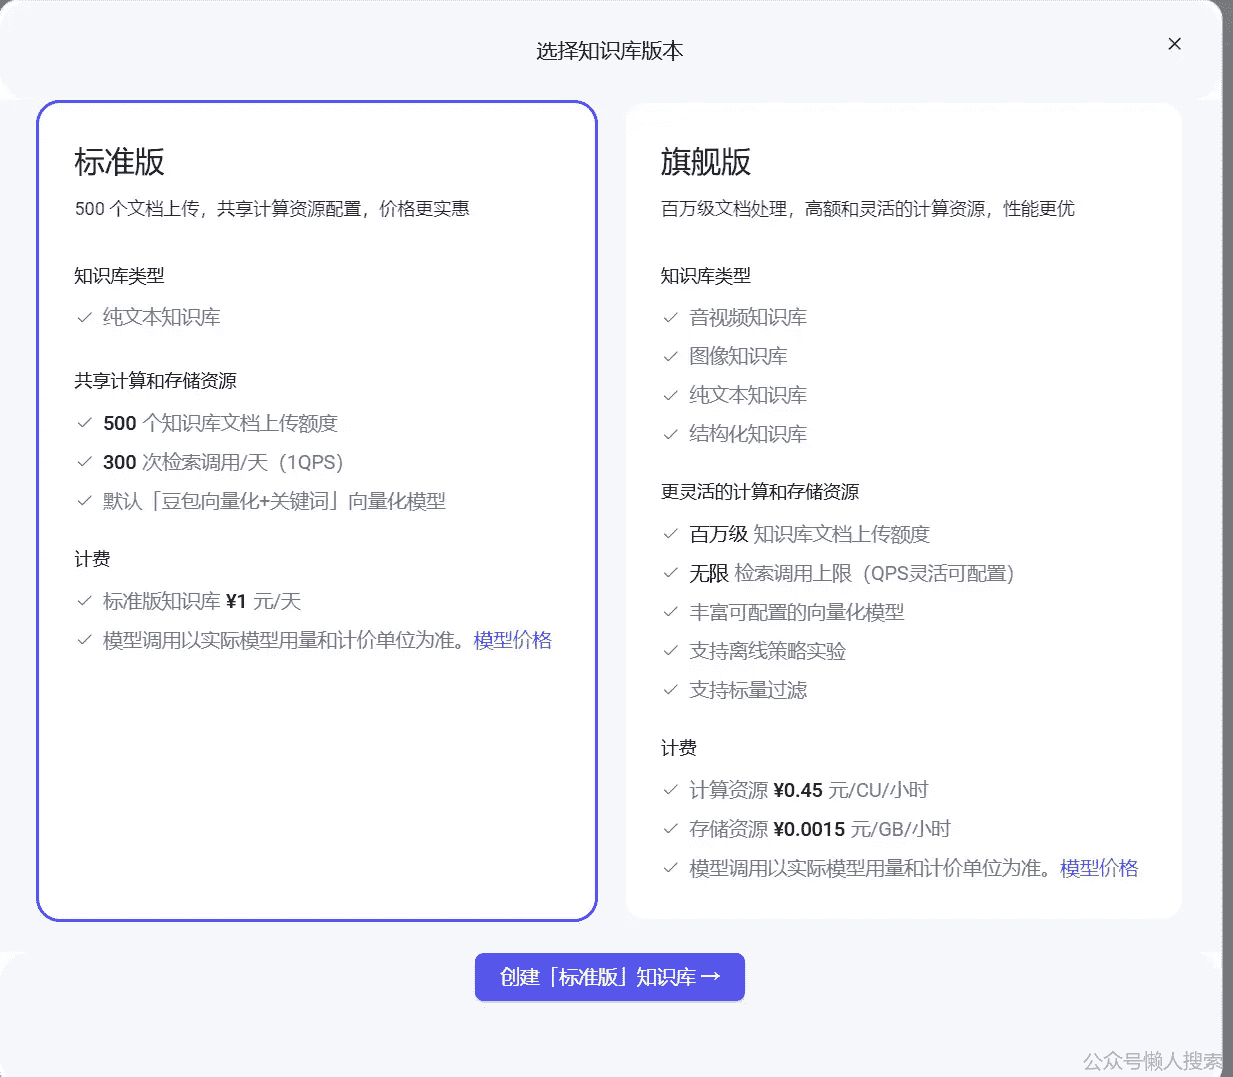 选择知识库版本
标准版
500 个文档上传，共享计算资源配置，价格更实惠
知识库类型
纯文本知识库
共享计算和存储资源
500 个知识库文档上传额度
300 次检索调用/天（1QPS）
默认「豆包向量化+关键词」向量化模型
计费
标准版知识库 ¥1 元/天
模型调用以实际模型用量和计价单位为准。模型价格
旗舰版
百万级文档处理，高额和灵活的计算资源，性能更优
知识库类型
音视频知识库
图像知识库
纯文本知识库
结构化知识库
更灵活的计算和存储资源
百万级 知识库文档上传额度
无限 检索调用上限（QPS灵活可配置）
丰富可配置的向量化模型
支持离线策略实验
支持标量过滤
计费
计算资源 ¥0.45 元/CU/小时
存储资源 ¥0.0015 元/GB/小时
模型调用以实际模型用量和计价单位为准。模型价格
创建「标准版」知识库→
公众号懒人搜索